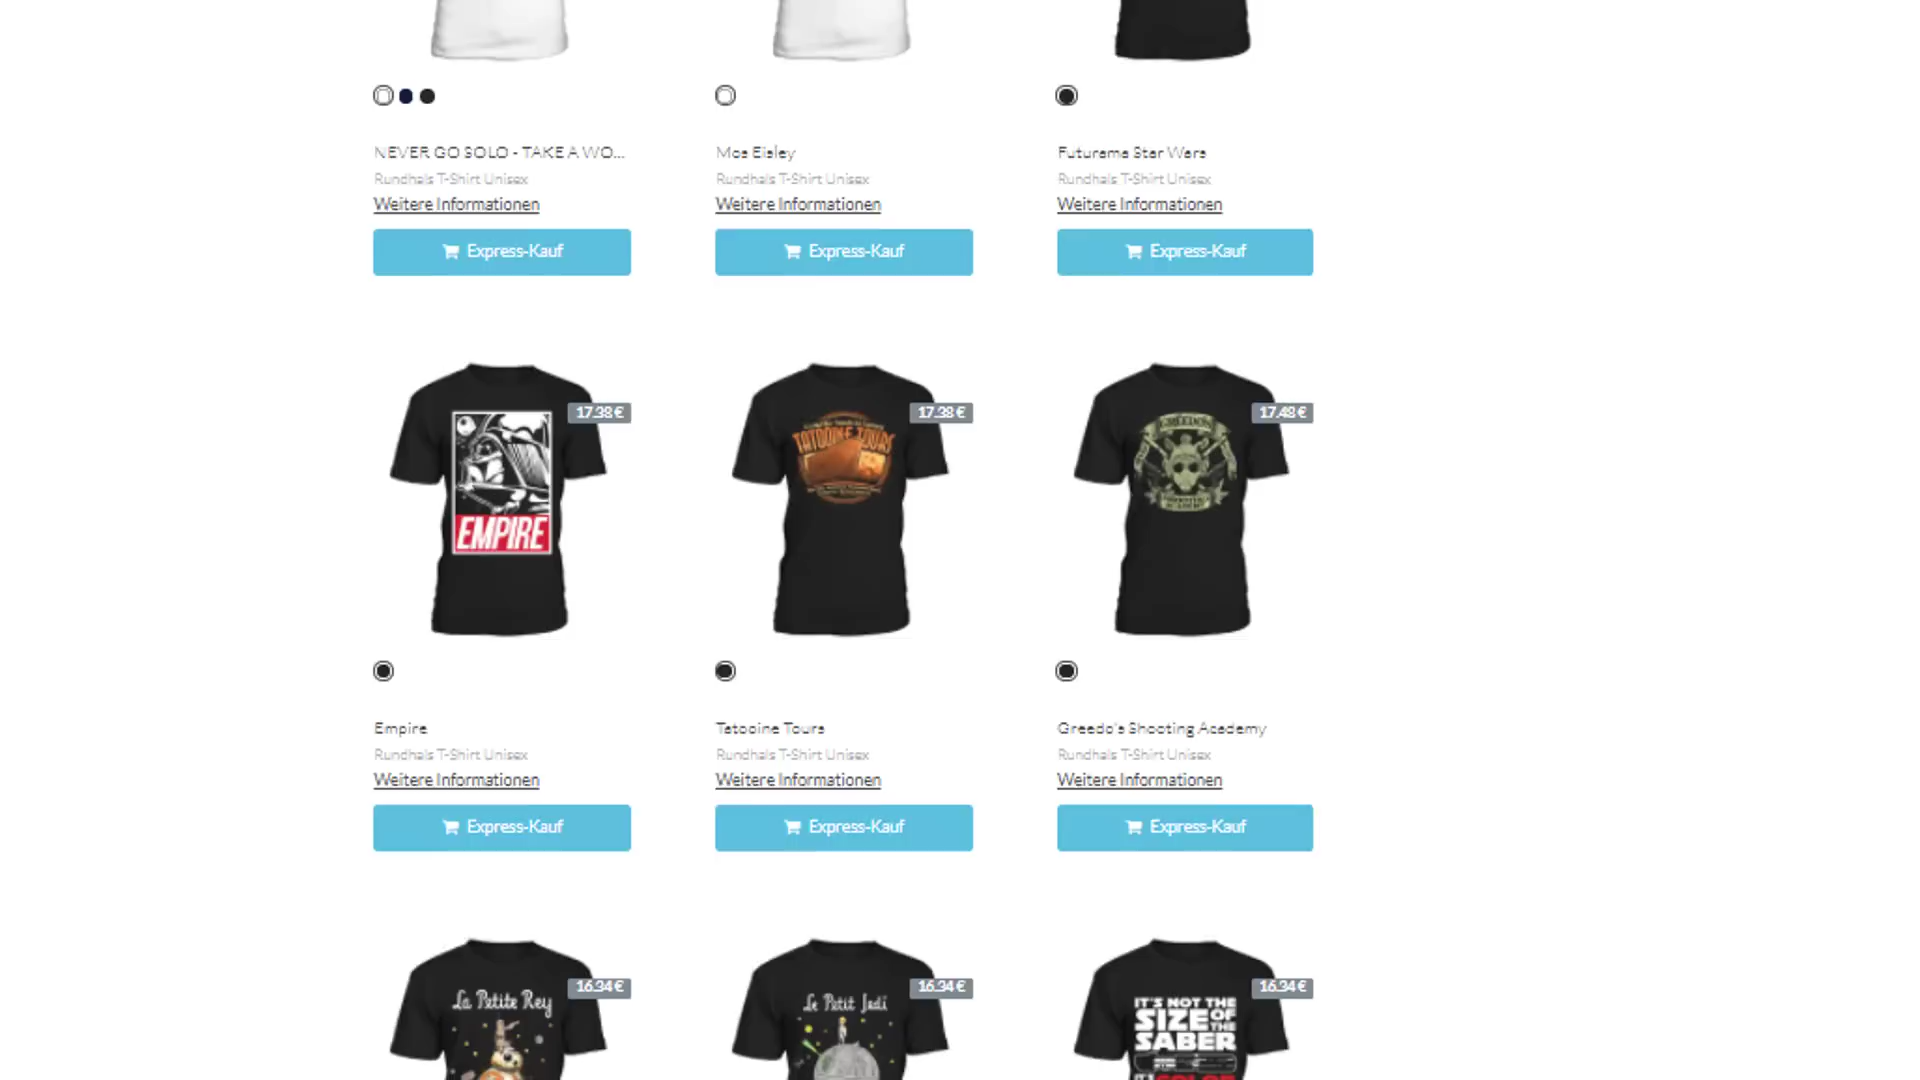 NEVER GO SOLO - TAKE A WO...
Rundhals T-Shirt Unisex
Weitere Informationen
Express-Kauf
Mos Eisley
Rundhals T-Shirt Unisex
Weitere Informationen
Express-Kauf
Futurama Star Wars
Rundhals T-Shirt Unisex
Weitere Informationen
Express-Kauf
17.38 €
EMPIRE
Empire
Rundhals T-Shirt Unisex
Weitere Informationen
Express-Kauf
17.38 €
TATOOINE TOURS
Tatooine Tours
Rundhals T-Shirt Unisex
Weitere Informationen
Express-Kauf
17.48 €
GREEDO'S
Greedo's Shooting Academy
Rundhals T-Shirt Unisex
Weitere Informationen
Express-Kauf
16.34 €
La Petite Rey
16.34 €
Le Petit Jedi
16.34 €
IT'S NOT THE
SIZE OF THE
SABER